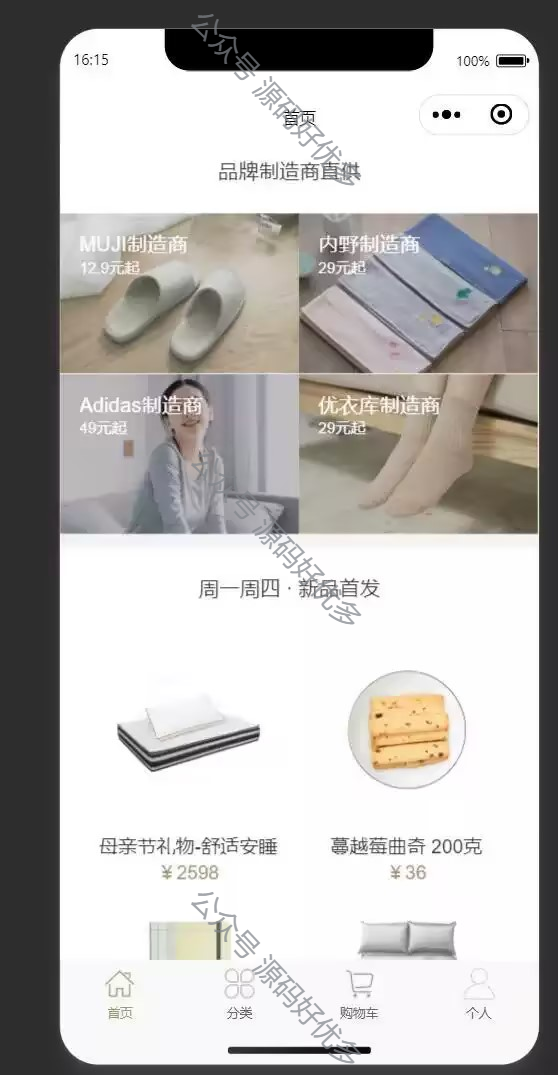 16:15
100%
首页
品牌制造商直供
MUJI制造商
12.9元起
内野制造商
29元起
Adidas制造商
49元起
优衣库制造商
29元起
周一周四 · 新品首发
母亲节礼物-舒适安睡
¥2598
蔓越莓曲奇 200克
¥36
首页
分类
购物车
个人
公众号 源码好优多
公众号 源码好优多
公众号 源码好优多